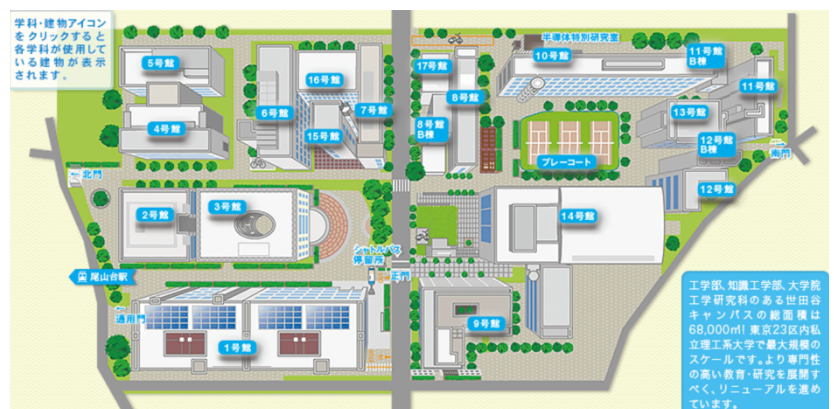 学科・建物アイコン
をクリックすると
各学科が使用して
いる建物が表示
されます。
半導体特別研究室
5号館
4号館
6号館
16号館
15号館
7号館
17号館
8号館
8号館
B棟
10号館
11号館
B棟
11号館
13号館
12号館
B棟
12号館
プレーコート
南門
北門
2号館
3号館
14号館
シャトルバス
停留所
正門
尾山台駅
通用門
1号館
9号館
工学部、知識工学部、大学院
工学研究科のある世田谷
キャンパスの総面積は
68,000㎡! 東京23区内私
立理工系大学で最大規模の
スケールです。より専門性
の高い教育・研究を展開す
べく、リニューアルを進め
ています。